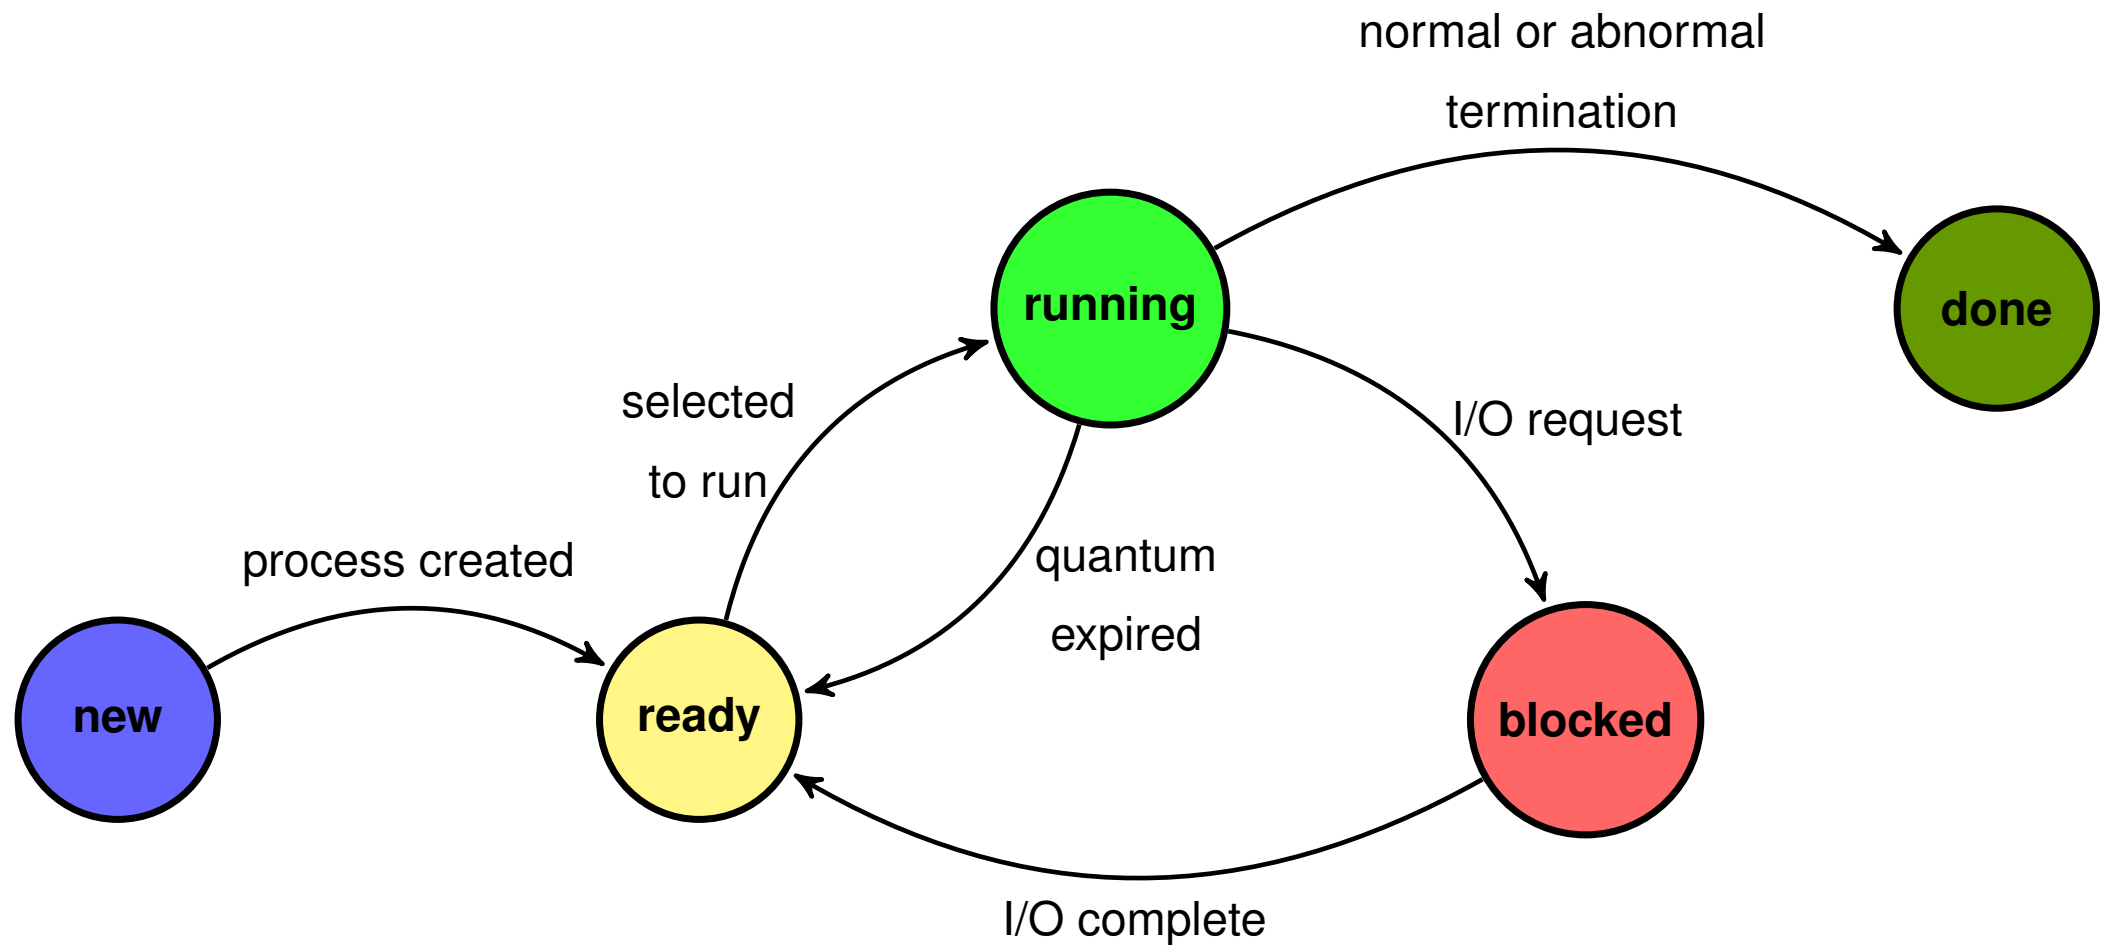 normal or abnormal
termination
running
done
selected
to run
I/O request
process created
quantum
expired
new
ready
blocked
I/O complete